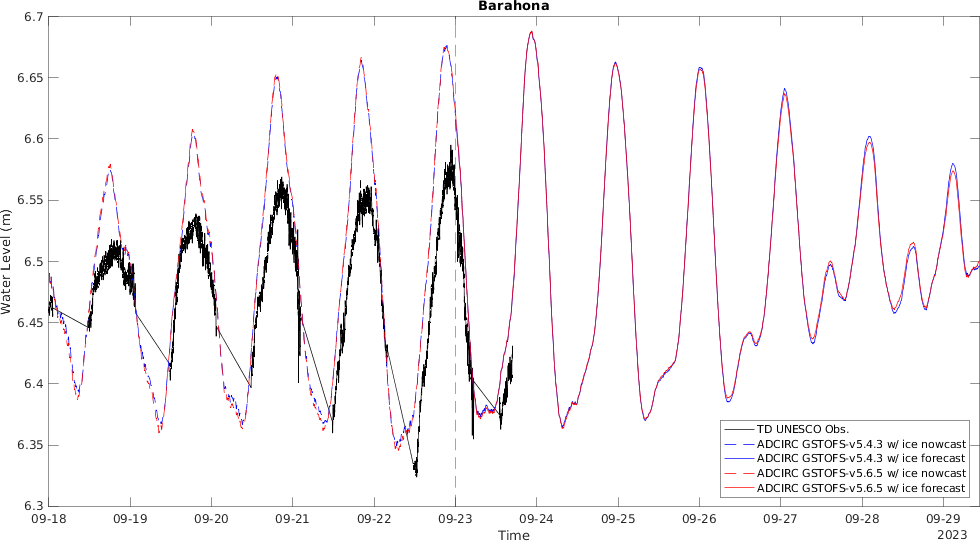 Barahona
6.7
6.65
6.6
6.55
6.5
6.45
6.4
6.35
6.3
Water Level (m)
TD UNESCO Obs.
ADCIRC GSTOFS-v5.4.3 w/ ice nowcast
ADCIRC GSTOFS-v5.4.3 w/ ice forecast
ADCIRC GSTOFS-v5.6.5 w/ ice nowcast
ADCIRC GSTOFS-v5.6.5 w/ ice forecast
09-18 09-19 09-20 09-21 09-22 09-23 09-24 09-25 09-26 09-27 09-28 09-29
Time 2023